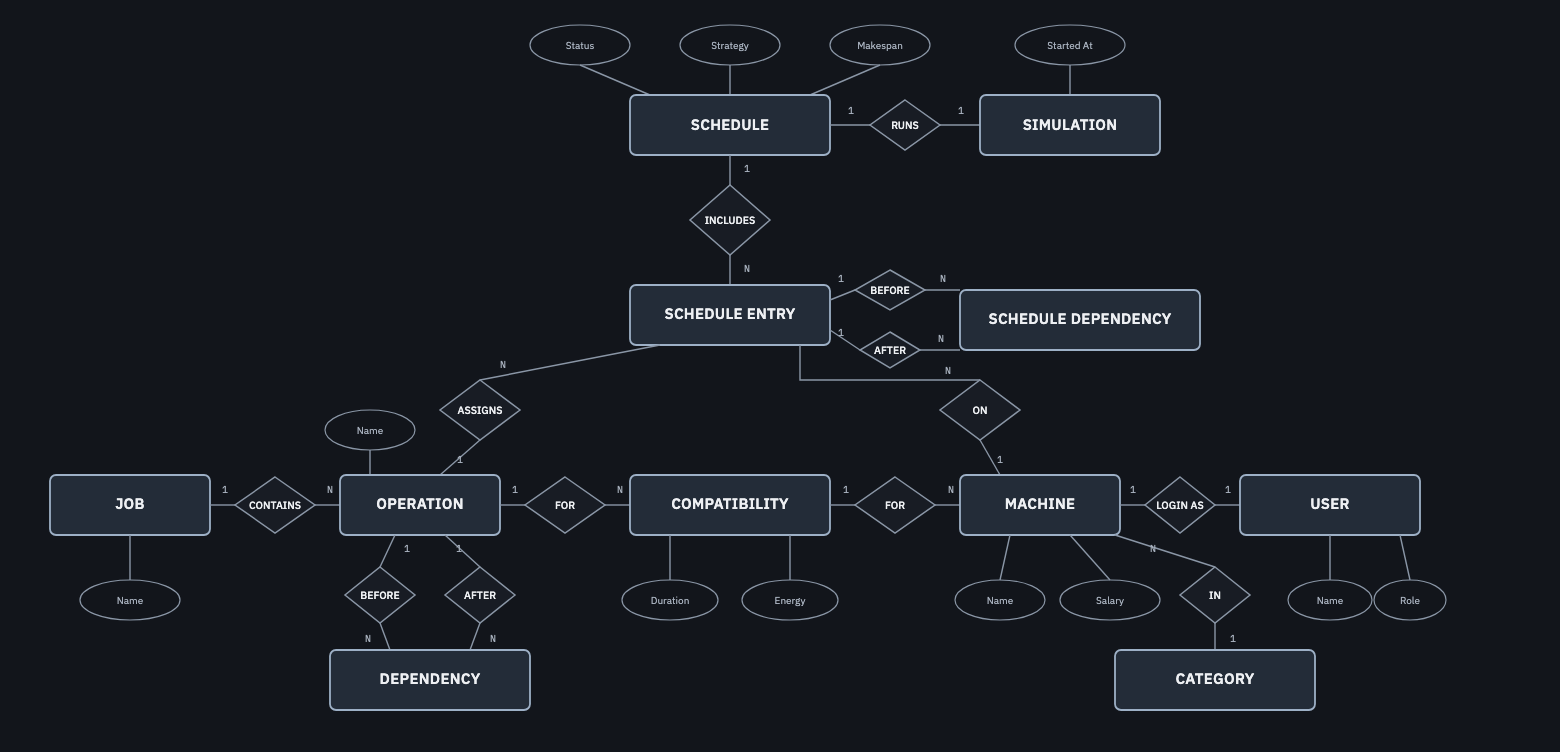 Status
Strategy
Makespan
Started At
SCHEDULE
1
RUNS
1
SIMULATION
1
INCLUDES
N
SCHEDULE ENTRY
1
BEFORE
N
1
AFTER
N
SCHEDULE DEPENDENCY
N
N
ASSIGNS
ON
Name
1
1
JOB
1
CONTAINS
N
OPERATION
1
FOR
N
COMPATIBILITY
1
FOR
N
MACHINE
1
LOGIN AS
1
USER
1
1
N
BEFORE
AFTER
IN
Name
Duration
Energy
Name
Salary
Name
Role
N
N
1
DEPENDENCY
CATEGORY